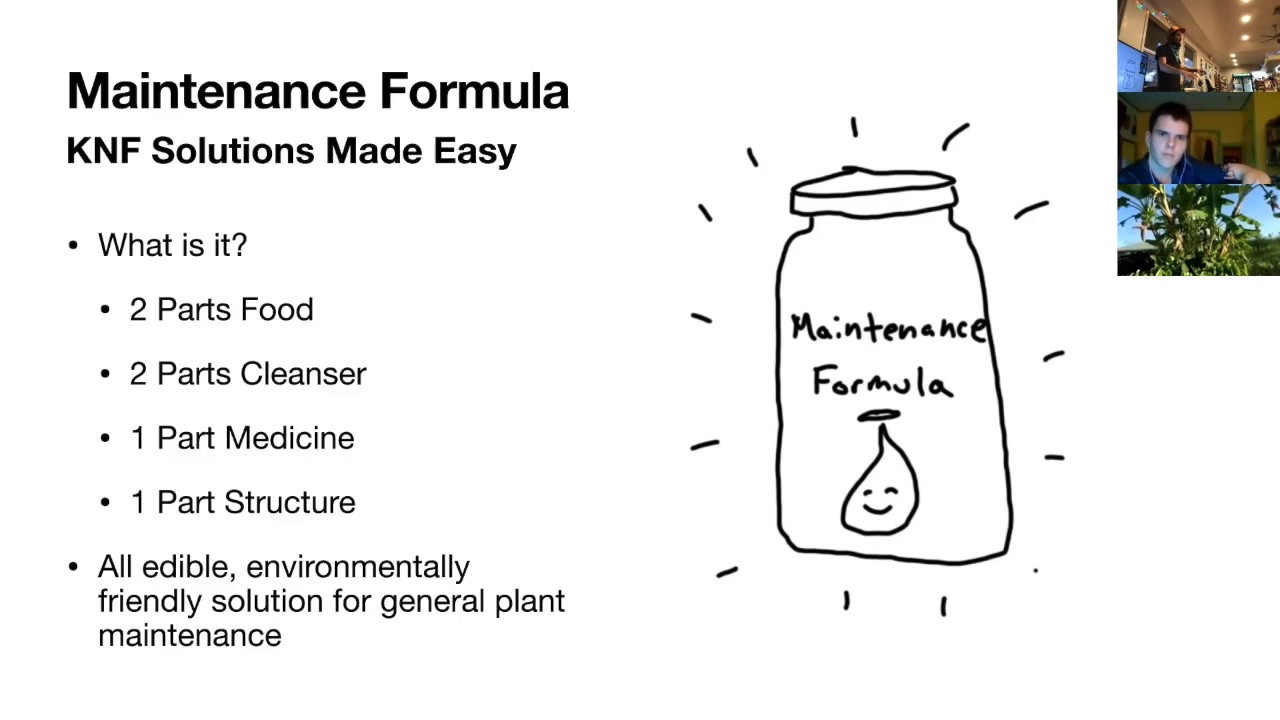 Maintenance Formula
KNF Solutions Made Easy
• What is it?
• 2 Parts Food
• 2 Parts Cleanser
• 1 Part Medicine
• 1 Part Structure
• All edible, environmentally
friendly solution for general plant
maintenance
Maintenance
Formula